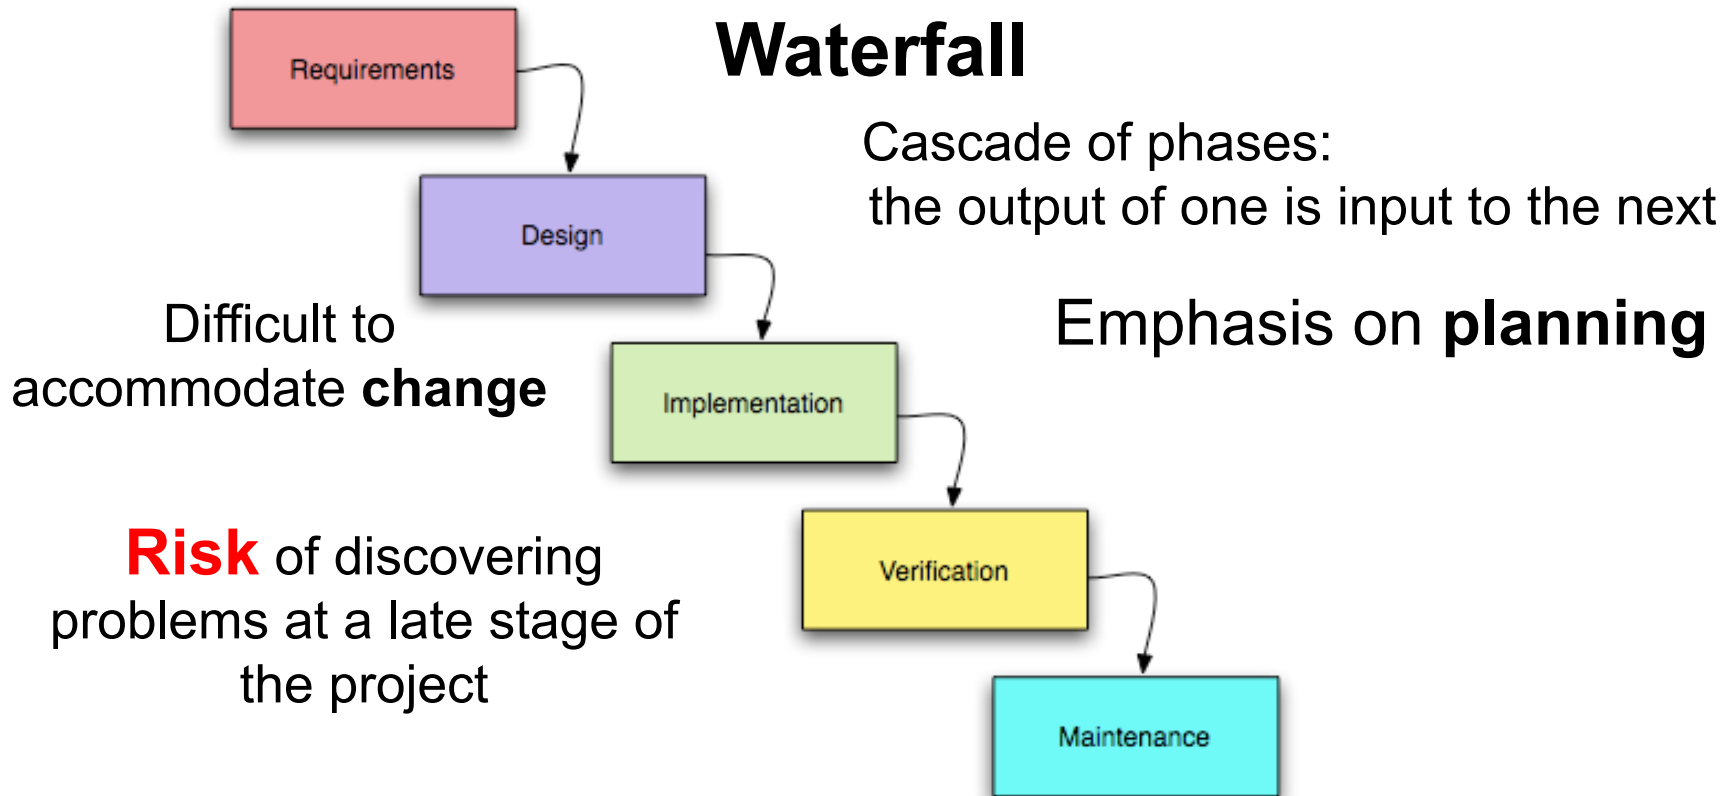 Waterfall
Requirements
Cascade of phases:
the output of one is input to the next
Design
Difficult to
accommodate change
Emphasis on planning
Implementation
Risk of discovering
problems at a late stage of
the project
Verification
Maintenance